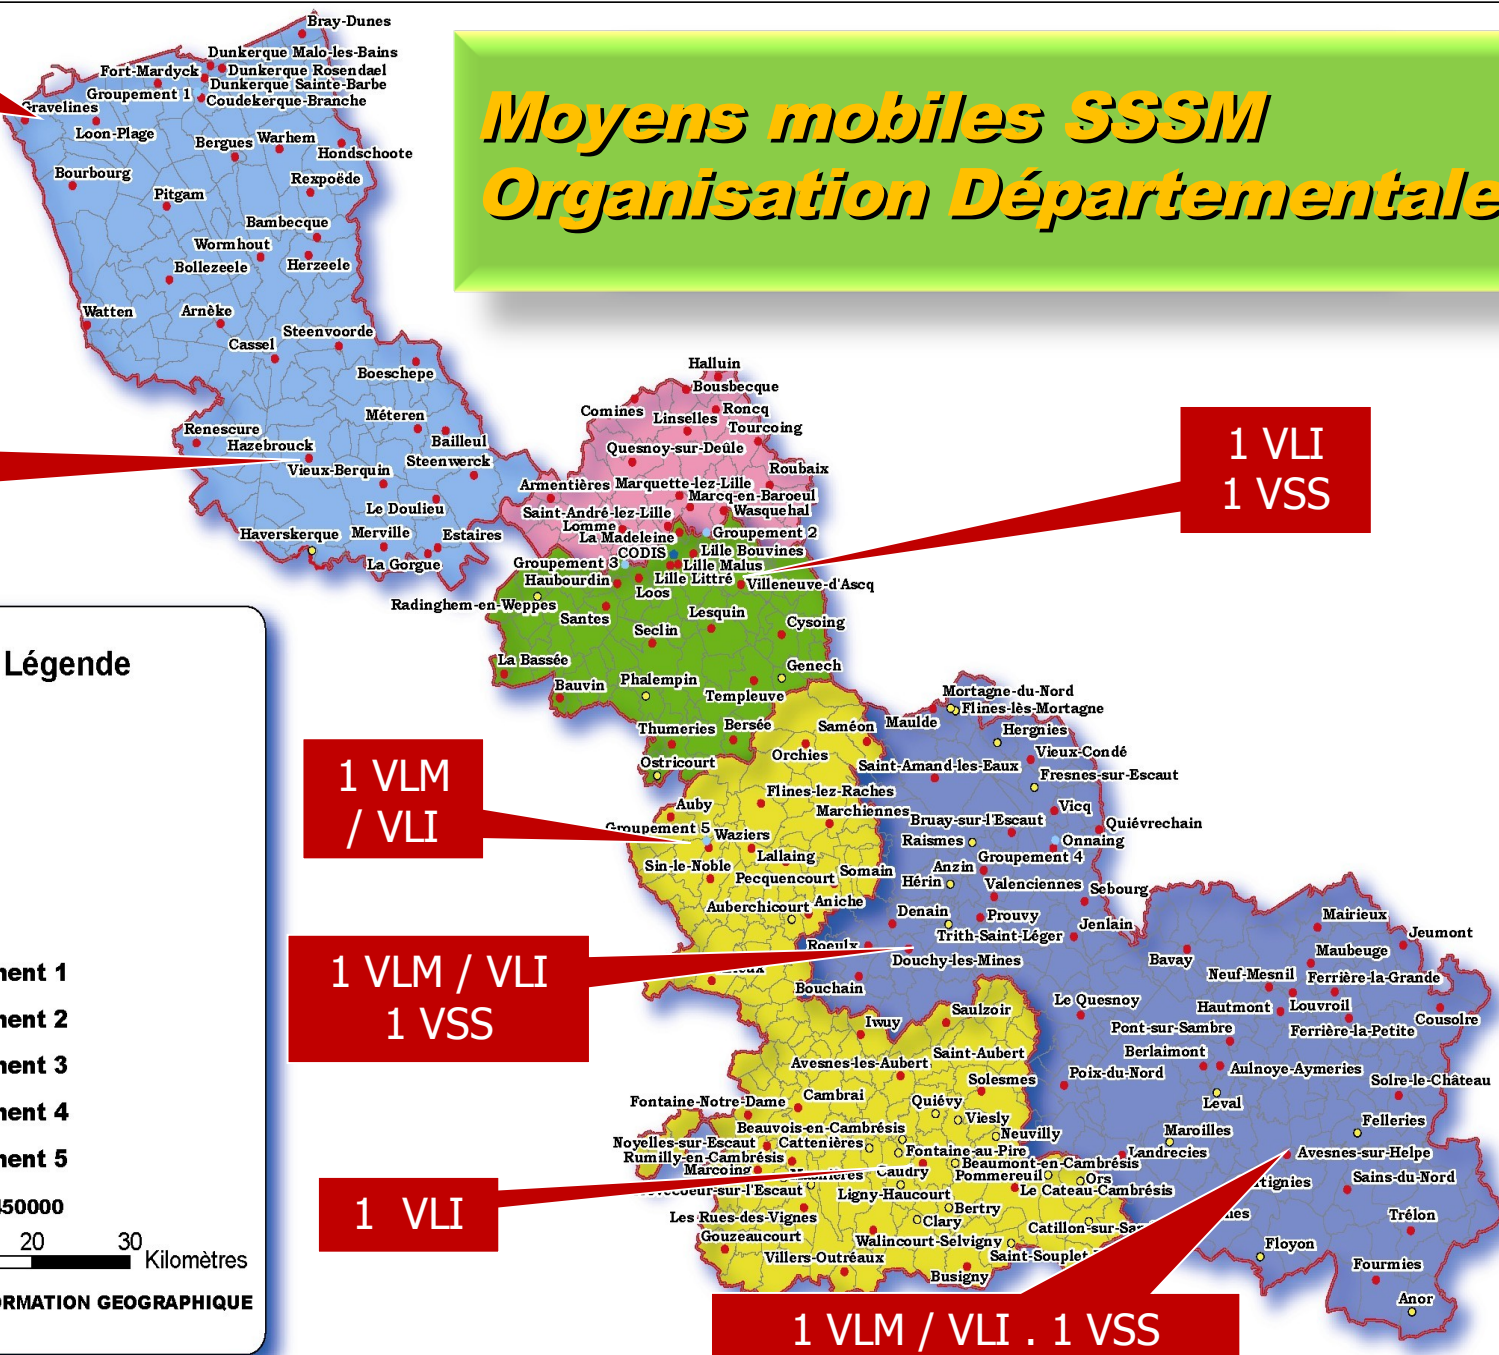 Moyens mobiles SSSM
Organisation Départementale
Bray-Dunes
Dunkerque Malo-les-Bains
Fort-Mardyck
Dunkerque Rosendael
Dunkerque Sainte-Barbe
Groupement 1
Coudekerque-Branche
Gravelines
Loon-Plage
Bergues
Warhem
Hondschoote
Bourbourg
Rexpoëde
Pitgam
Bambecque
Wormhout
Herzeele
Bollezeele
Watten
Arnèke
Steenvoorde
Cassel
Boeschepe
Méteren
Renescure
Hazebrouck
Bailleul
Vieux-Berquin
Steenwerck
Le Doulieu
Haverskerque
Merville
Estaires
La Gorgue
Halluin
Bousbecque
Comines
Linselles
Roncq
Tourcoing
Quesnoy-sur-Deûle
Roubaix
Armentières
Marquette-lez-Lille
Marcq-en-Baroeul
Saint-André-lez-Lille
Wasquehal
Lomme
La Madeleine
Groupement 2
CODIS
Lille Bouvines
Groupement 3
Lille Malus
Haubourdin
Lille Littré
Villeneuve-d'Ascq
Loos
Radinghem-en-Weppes
Santes
Lesquin
Cysoing
Seclin
La Bassée
Genech
Phalempin
Bauvin
Templeuve
Thumeries
Bersée
Ostricourt
1 VLI
1 VSS
Légende
ment 1
ment 2
ment 3
ment 4
ment 5
450000
20
30
Kilomètres
ORMATION GEOGRAPHIQUE
1 VLM
/ VLI
Saméon
Orchies
Flines-lez-Raches
Auby
Marchiennes
Groupement 5
Waziers
Lallaing
Sin-le-Noble
Pecquencourt
Somain
Auberchicourt
Aniche
Mortagne-du-Nord
Flines-lès-Mortagne
Maulde
Hergnies
Vieux-Condé
Saint-Amand-les-Eaux
Fresnes-sur-Escaut
Vicq
Bruay-sur-l'Escaut
Quiévrechain
Raismes
Onnaing
Groupement 4
Anzin
Hérin
Valenciennes
Sebourg
Denain
Prouvy
Trith-Saint-Léger
Jenlain
Roeulx
Douchy-les-Mines
Bouchain
1 VLM / VLI
1 VSS
Mairieux
Jeumont
Bavay
Maubeuge
Neuf-Mesnil
Ferrière-la-Grande
Le Quesnoy
Hautmont
Louvroil
Cousolre
Pont-sur-Sambre
Ferrière-la-Petite
Berlaimont
Aulnoye-Aymeries
Poix-du-Nord
Solre-le-Château
Leval
Felleries
Maroilles
Landrecies
Avesnes-sur-Helpe
Sains-du-Nord
Trélon
Floyon
Fourmies
Anor
Iwuy
Saulzoir
Avesnes-les-Aubert
Saint-Aubert
Solesmes
Fontaine-Notre-Dame
Cambrai
Quiévy
Viesly
Beauvois-en-Cambrésis
Neuvilly
Noyelles-sur-Escaut
Cattenières
Fontaine-au-Pire
Rumilly-en-Cambrésis
Beaumont-en-Cambrésis
Marcoing
Caudry
Pommereuil
Ors
Ligny-Haucourt
Le Cateau-Cambrésis
Bertry
Les Rues-des-Vignes
Clary
Gouzeaucourt
Walincourt-Selvigny
Villers-Outréaux
Busigny
1 VLI
1 VLM / VLI . 1 VSS